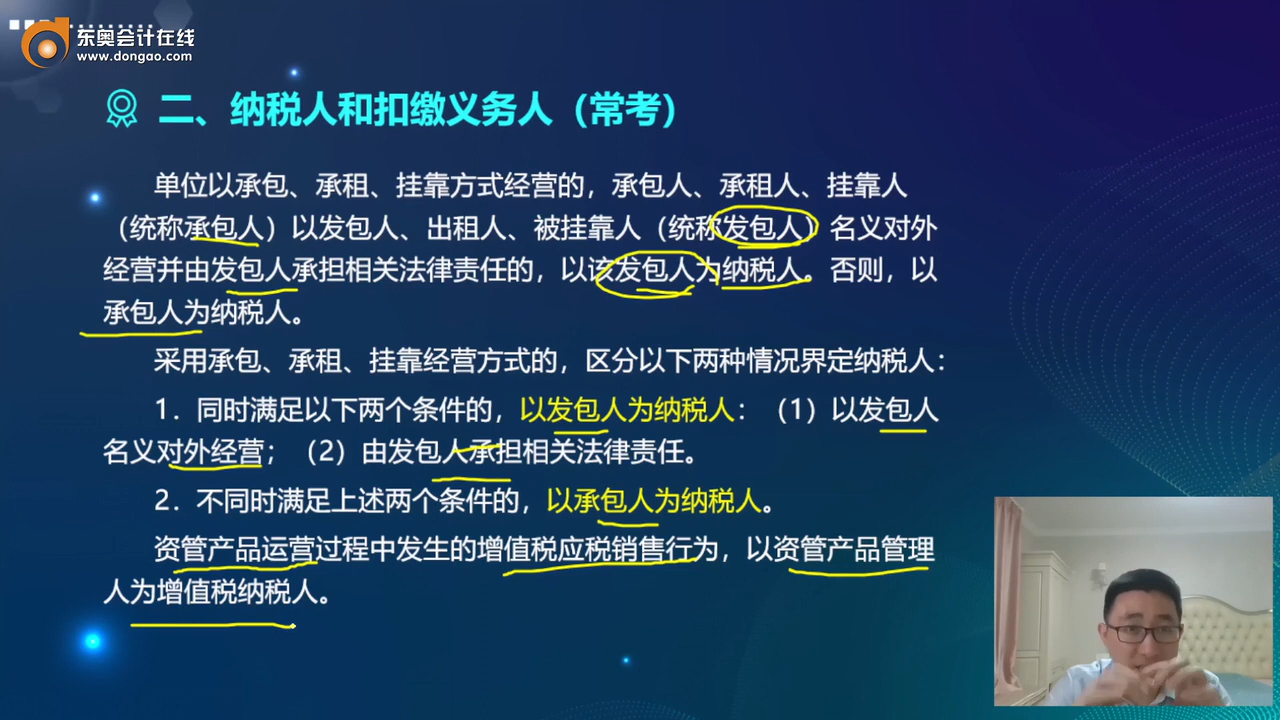 东奥会计在线
www.dongao.com
二、纳税人和扣缴义务人（常考）
单位以承包、承租、挂靠方式经营的，承包人、承租人、挂靠人
（统称承包人）以发包人、出租人、被挂靠人（统称发包人）名义对外
经营并由发包人承担相关法律责任的，以该发包人为纳税人。否则，以
承包人为纳税人。
采用承包、承租、挂靠经营方式的，区分以下两种情况界定纳税人：
1．同时满足以下两个条件的，以发包人为纳税人：（1）以发包人
名义对外经营；（2）由发包人承担相关法律责任。
2．不同时满足上述两个条件的，以承包人为纳税人。
资管产品运营过程中发生的增值税应税销售行为，以资管产品管理
人为增值税纳税人。